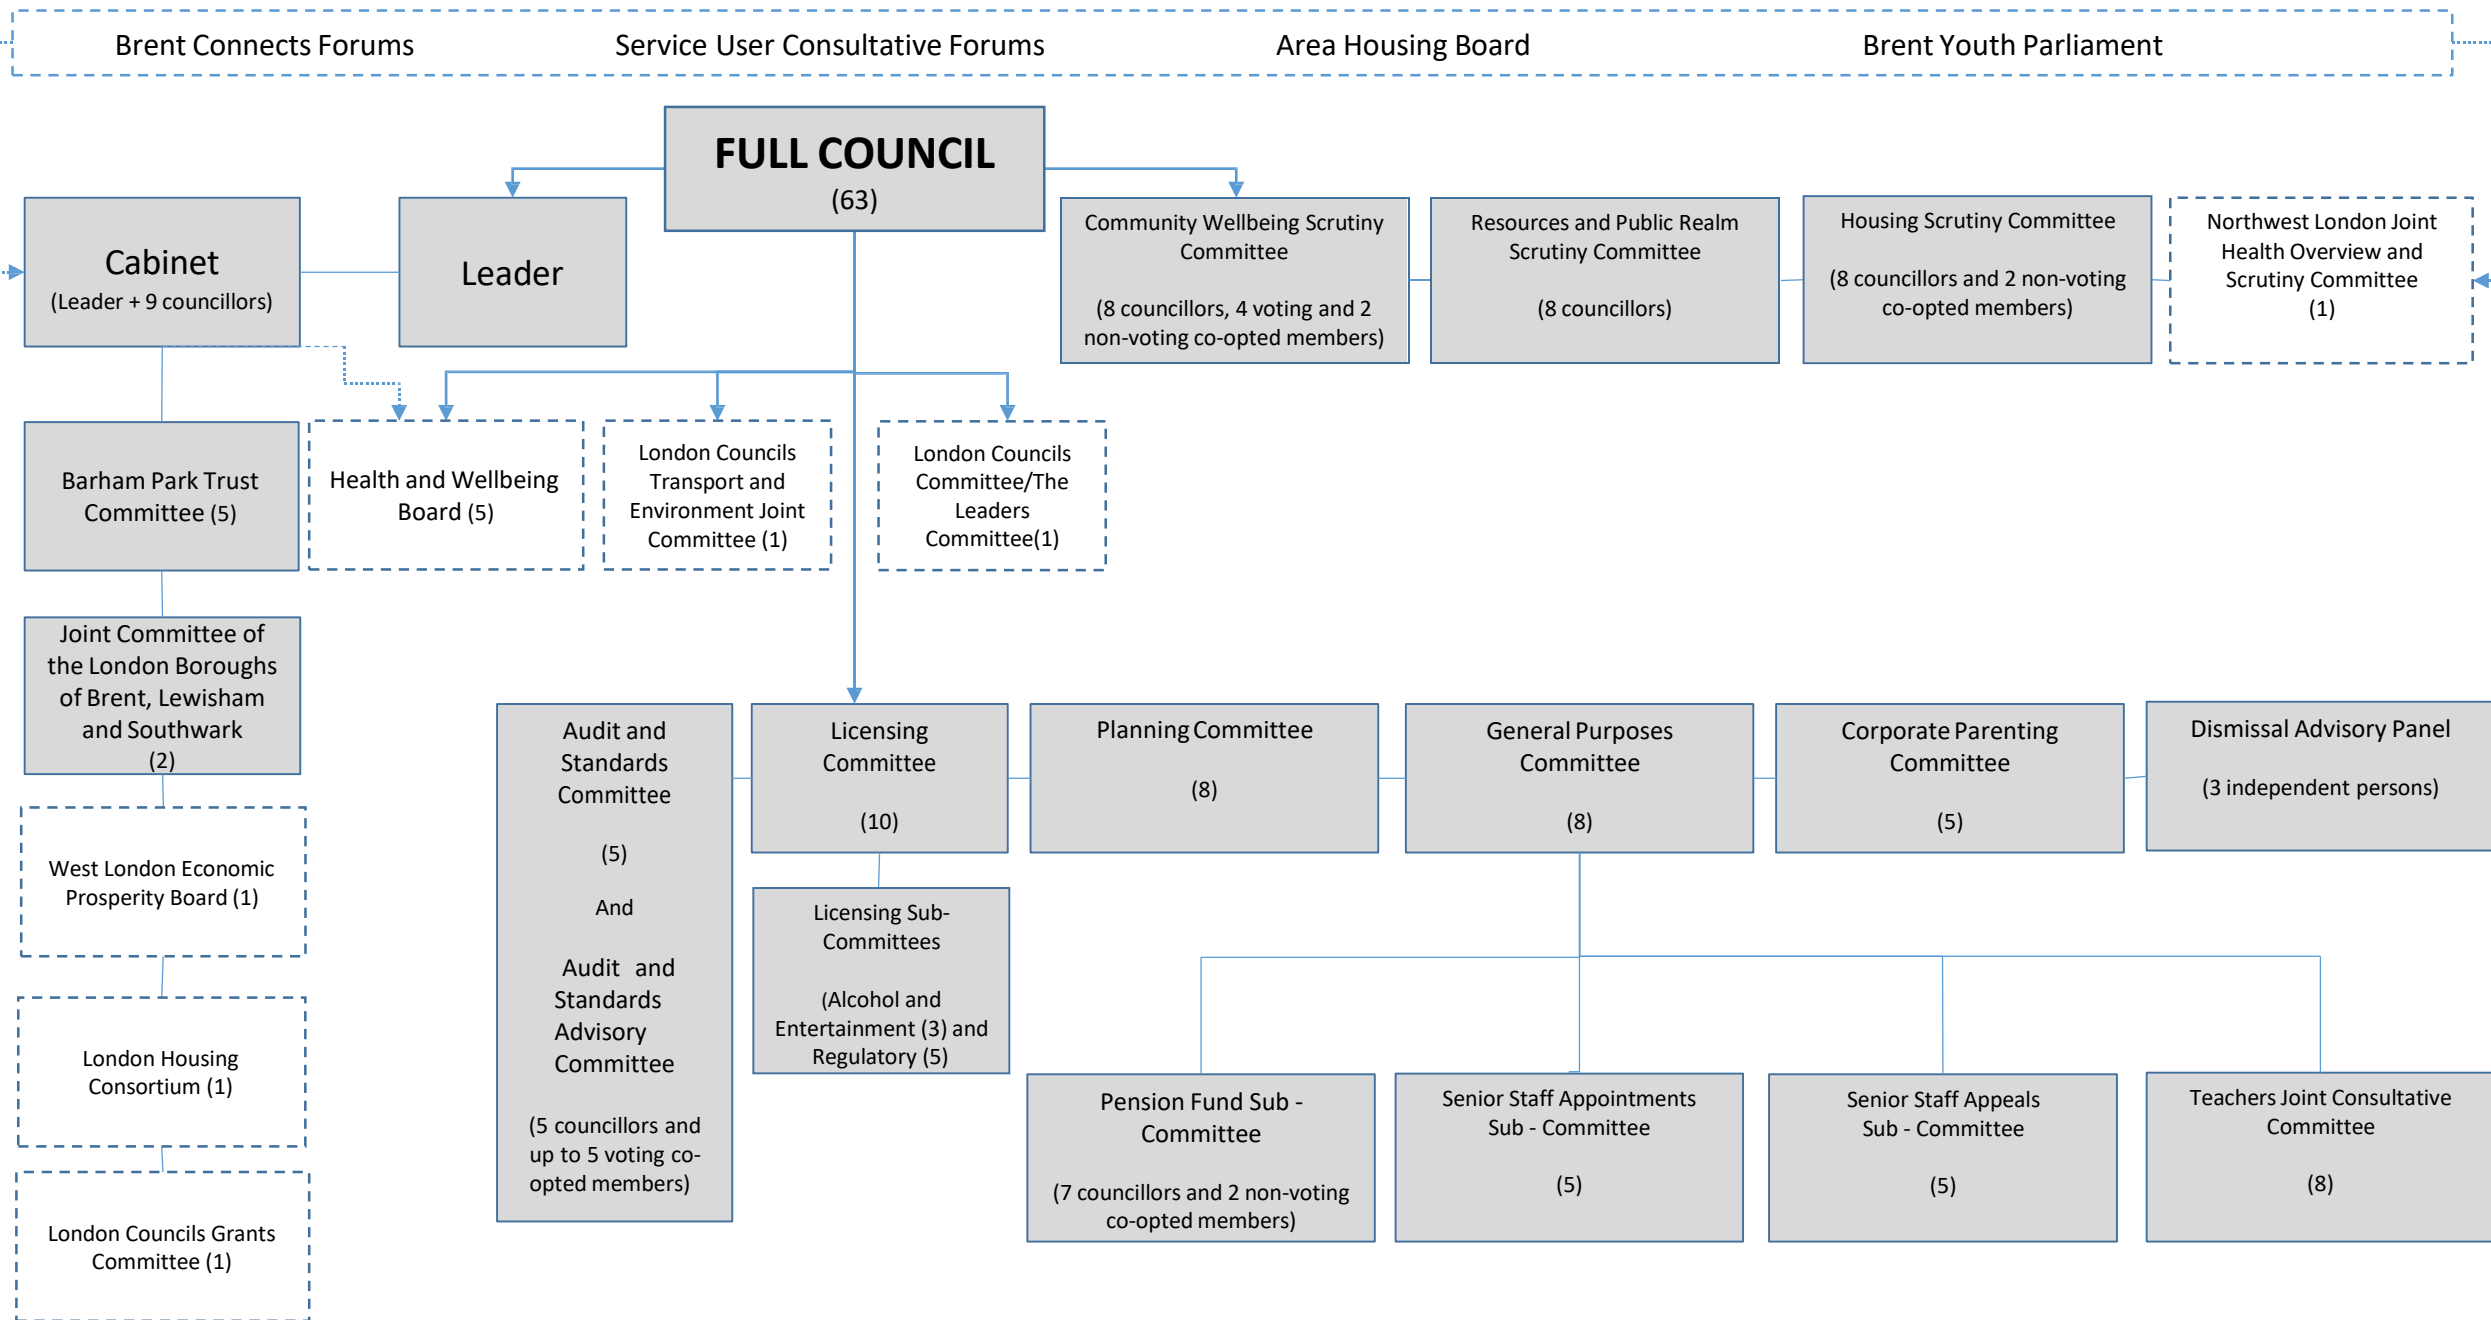 Brent Connects Forums
Service User Consultative Forums
Area Housing Board
Brent Youth Parliament
FULL COUNCIL
(63)
Cabinet
(Leader + 9 councillors)
Leader
Community Wellbeing Scrutiny
Committee
(8 councillors, 4 voting and 2
non-voting co-opted members)
Resources and Public Realm
Scrutiny Committee
(8 councillors)
Housing Scrutiny Committee
(8 councillors and 2 non-voting
co-opted members)
Northwest London Joint
Health Overview and
Scrutiny Committee
(1)
Barham Park Trust
Committee (5)
Health and Wellbeing
Board (5)
London Councils
Transport and
Environment Joint
Committee (1)
London Councils
Committee/The
Leaders
Committee(1)
Joint Committee of
the London Boroughs
of Brent, Lewisham
and Southwark
(2)
West London Economic
Prosperity Board (1)
London Housing
Consortium (1)
London Councils Grants
Committee (1)
Audit and
Standards
Committee
(5)
And
Audit and
Standards
Advisory
Committee
(5 councillors and
up to 5 voting co-
opted members)
Licensing
Committee
(10)
Licensing Sub-
Committees
(Alcohol and
Entertainment (3) and
Regulatory (5)
Planning Committee
(8)
General Purposes
Committee
(8)
Corporate Parenting
Committee
(5)
Dismissal Advisory Panel
(3 independent persons)
Pension Fund Sub -
Committee
(7 councillors and 2 non-voting
co-opted members)
Senior Staff Appointments
Sub - Committee
(5)
Senior Staff Appeals
Sub - Committee
(5)
Teachers Joint Consultative
Committee
(8)